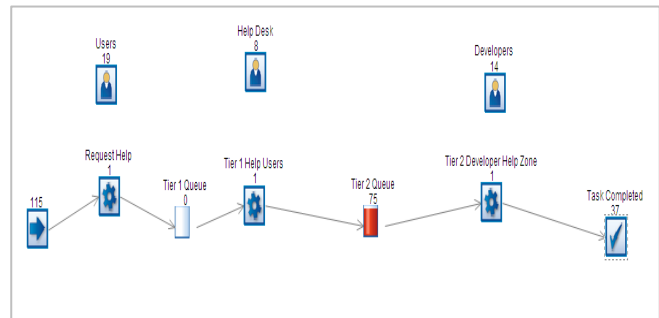 Users
19
Help Desk
8
Developers
14
115
Request Help
1
Tier 1 Queue
0
Tier 1 Help Users
1
Tier 2 Queue
75
Tier 2 Developer Help Zone
1
Task Completed
37